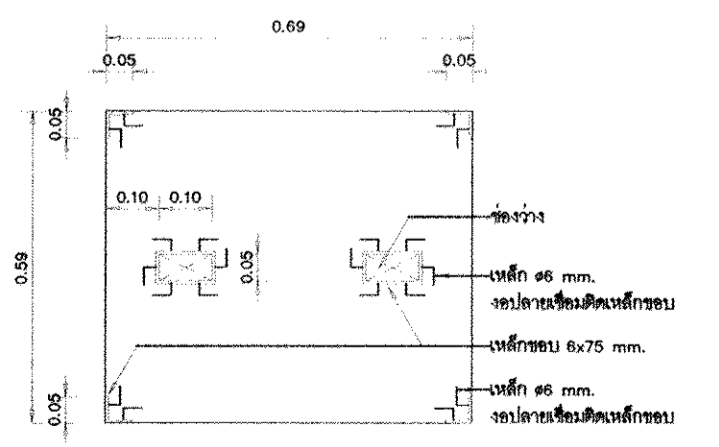 0.69
0.05 0.05
0.05
0.10 0.10
ช่องว่าง
0.59
0.05
เหล็ก ø6 mm.
งอปลายเชื่อมติดเหล็กขอบ
เหล็กขอบ 6x75 mm.
0.05
เหล็ก ø6 mm.
งอปลายเชื่อมติดเหล็กขอบ